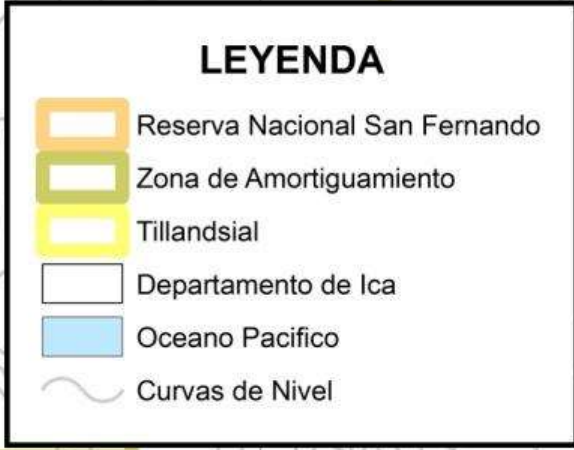 LEYENDA
Reserva Nacional San Fernando
Zona de Amortiguamiento
Tillandsial
Departamento de Ica
Oceano Pacifico
Curvas de Nivel